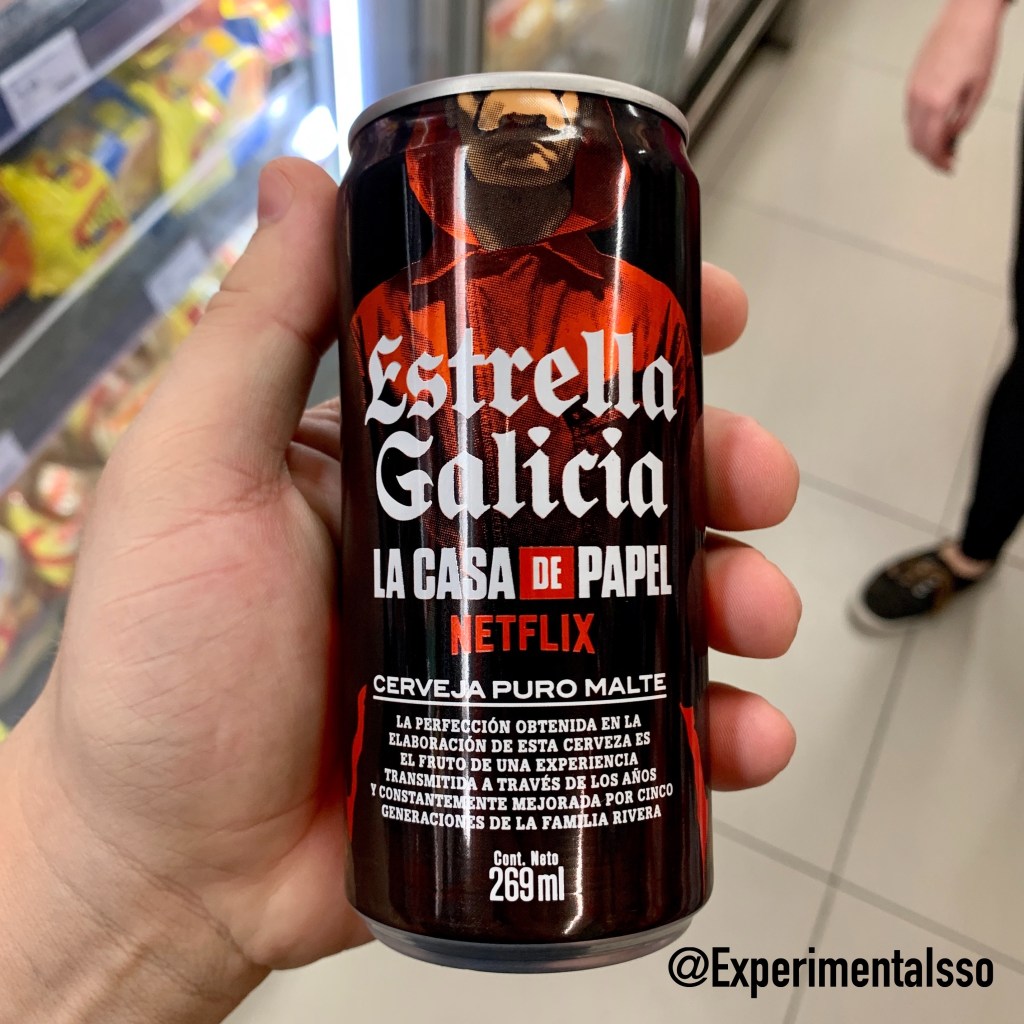 Estrella
Galicia
LA CASA DE PAPEL
NETFLIX
CERVEJA PURO MALTE
LA PERFECCIÓN OBTENIDA EN LA
ELABORACIÓN DE ESTA CERVEZA ES
EL FRUTO DE UNA EXPERIENCIA
TRANSMITIDA A TRAVÉS DE LOS AÑOS
Y CONSTANTEMENTE MEJORADA POR CINCO
GENERACIONES DE LA FAMILIA RIVERA
Cont. Neto
269 ml
@Experimentalsso